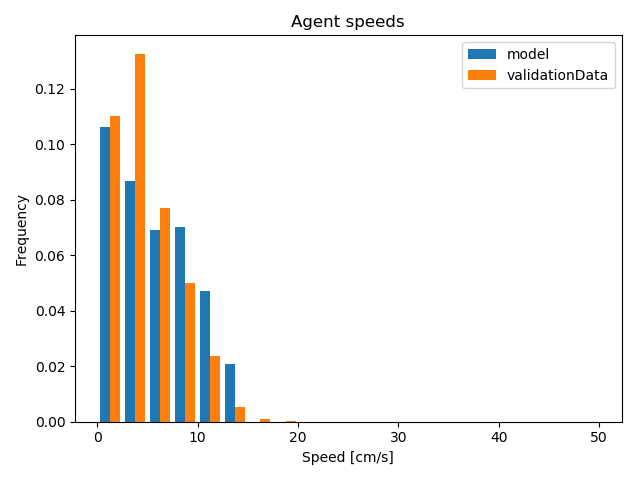 Agent speeds
model
validationData
Frequency
0.12
0.10
0.08
0.06
0.04
0.02
0.00
0 10 20 30 40 50
Speed [cm/s]